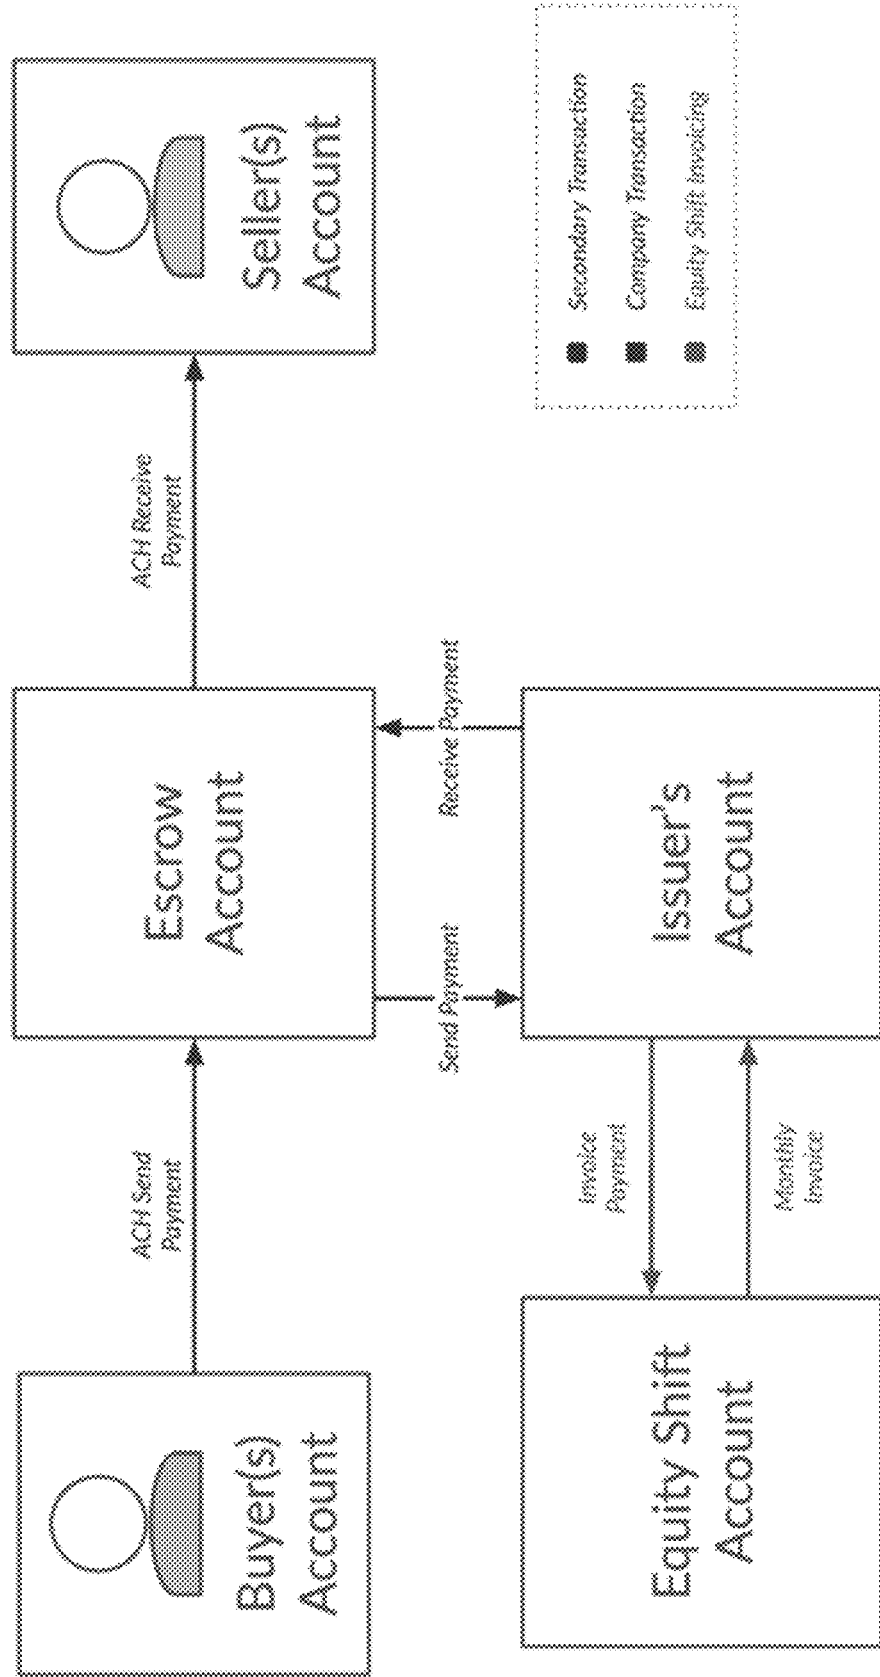 Buyer(s)
Account
ACH Send
Payment
Escrow
Account
ACH Receive
Payment
Seller(s)
Account
Send Payment
Receive Payment
Equity Shift
Account
Invoice
Payment
Monthly
Invoice
Issuer's
Account
Secondary Transaction
Company Transaction
Equity Shift Invoicing